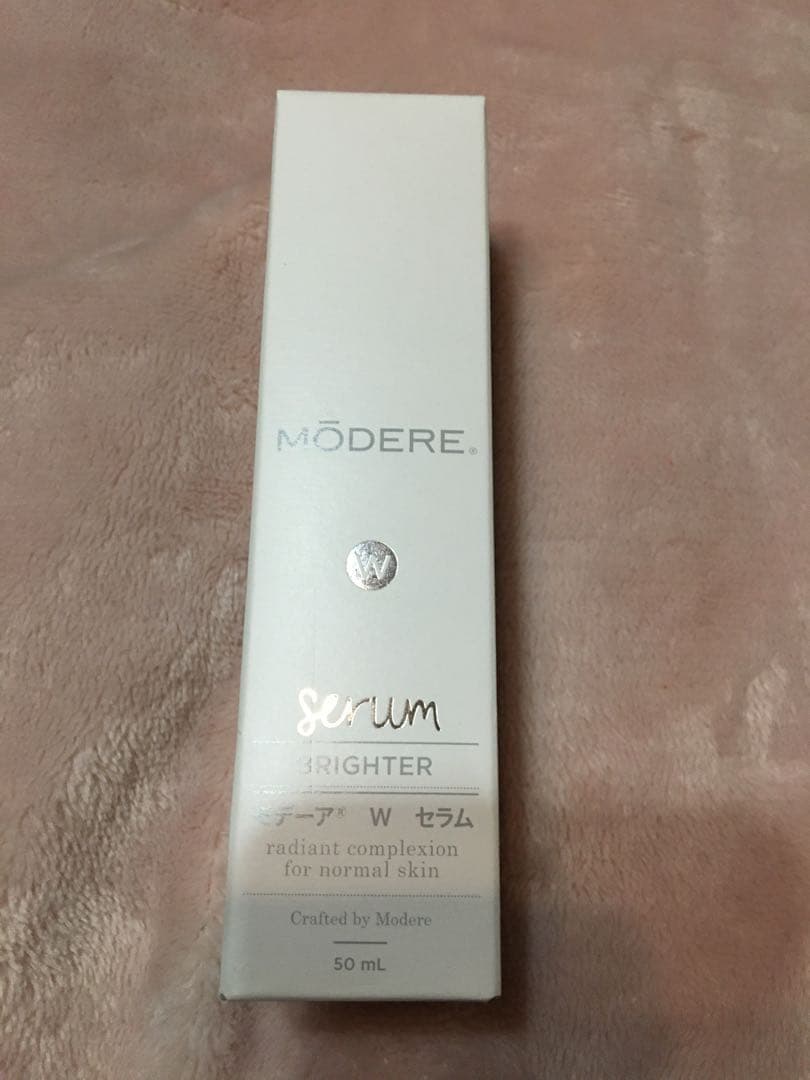 MŌDERE®
W
serum
BRIGHTER
モデーア® W セラム
radiant complexion
for normal skin
Crafted by Modere
50 mL